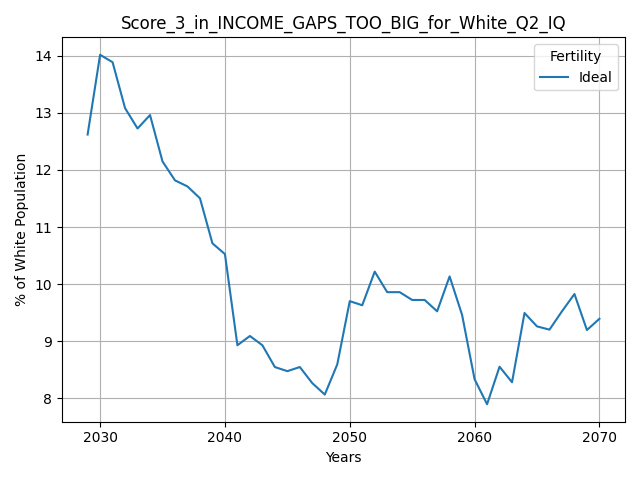 Score_3_in_INCOME_GAPS_TOO_BIG_for_White_Q2_IQ
Fertility
Ideal
% of White Population
14
13
12
11
10
9
8
2030 2040 2050 2060 2070
Years